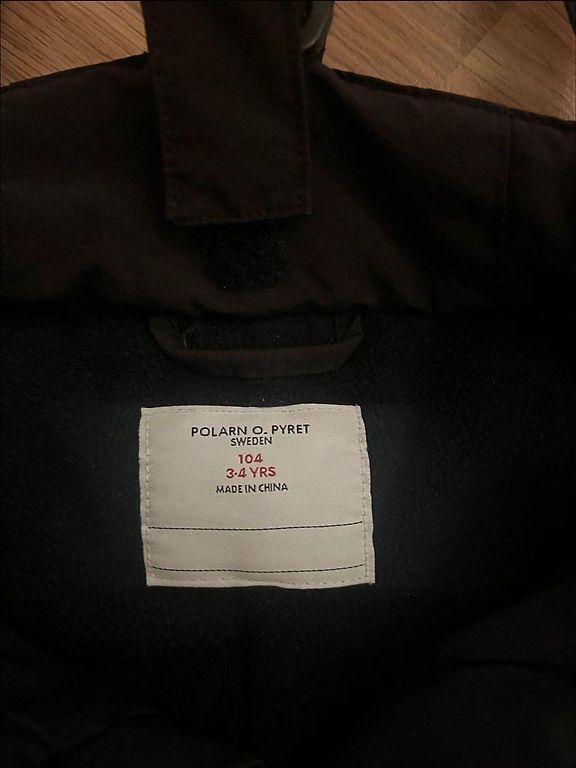 POLARN O. PYRET
SWEDEN
104
3-4 YRS
MADE IN CHINA